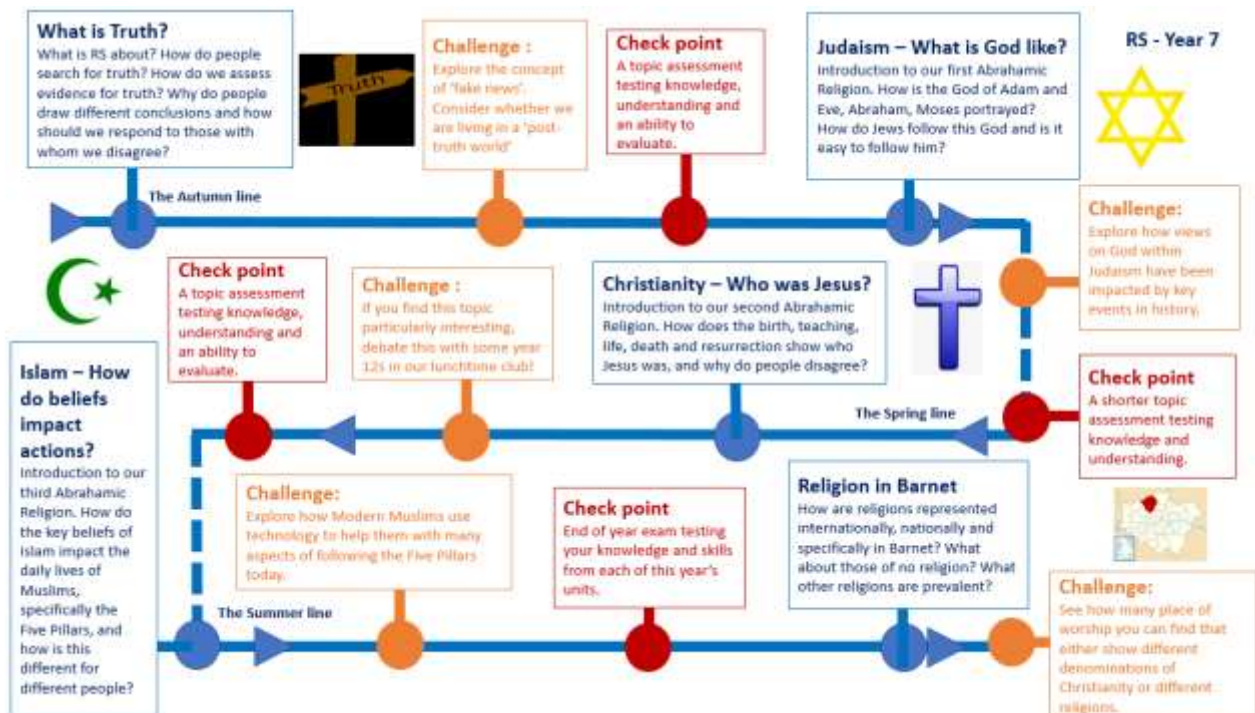 What is Truth?
What is RS about? How do people
search for truth? How do we assess
evidence for truth? Why do people
draw different conclusions and how
should we respond to those with
whom we disagree?
Truth
Challenge :
Explore the concept
of ‘fake news’.
Consider whether we
are living in a ‘post-
truth world’
Check point
A topic assessment
testing knowledge,
understanding and
an ability to
evaluate.
Judaism – What is God like?
Introduction to our first Abrahamic
Religion. How is the God of Adam and
Eve, Abraham, Moses portrayed?
How do Jews follow this God and is it
easy to follow him?
RS - Year 7
The Autumn line
Challenge:
Explore how views
on God within
Judaism have been
impacted by key
events in history.
Check point
A shorter topic
assessment testing
knowledge and
understanding.
The Spring line
Christianity – Who was Jesus?
Introduction to our second Abrahamic
Religion. How does the birth, teaching,
life, death and resurrection show who
Jesus was, and why do people disagree?
Challenge :
If you find this topic
particularly interesting,
debate this with some year
12s in our lunchtime club!
Check point
A topic assessment
testing knowledge,
understanding and
an ability to
evaluate.
Islam – How
do beliefs
impact
actions?
Introduction to our
third Abrahamic
Religion. How do
the key beliefs of
Islam impact the
daily lives of
Muslims,
specifically the
Five Pillars, and
how is this
different for
different people?
The Summer line
Challenge:
Explore how Modern Muslims use
technology to help them with many
aspects of following the Five Pillars
today.
Check point
End of year exam testing
your knowledge and skills
from each of this year’s
units.
Religion in Barnet
How are religions represented
internationally, nationally and
specifically in Barnet? What
about those of no religion? What
other religions are prevalent?
Challenge:
See how many place of
worship you can find that
either show different
denominations of
Christianity or different
religions.